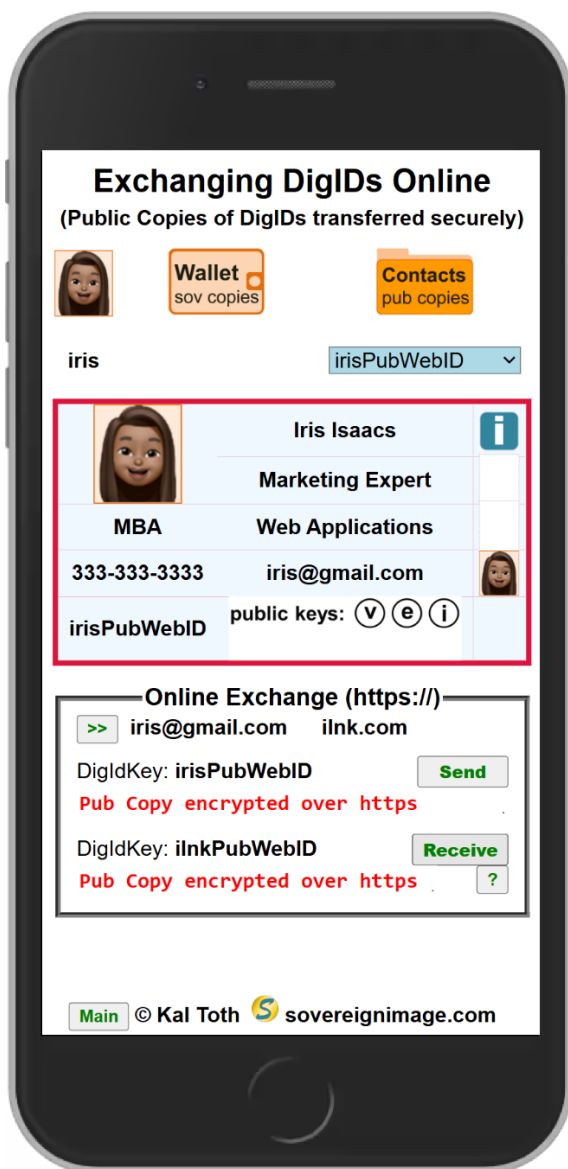 Exchanging DigIDs Online
(Public Copies of DigIDs transferred securely)
Wallet
sov copies
Contacts
pub copies
iris
irisPubWebID
Iris Isaacs
i
Marketing Expert
MBA
Web Applications
333-333-3333
iris@gmail.com
irisPubWebID
public keys: v e i
Online Exchange (https://)
>> iris@gmail.com iInk.com
DigIdKey: irisPubWebID
Send
Pub Copy encrypted over https .
DigIdKey: iInkPubWebID
Receive
Pub Copy encrypted over https . ?
Main © Kal Toth S sovereignimage.com